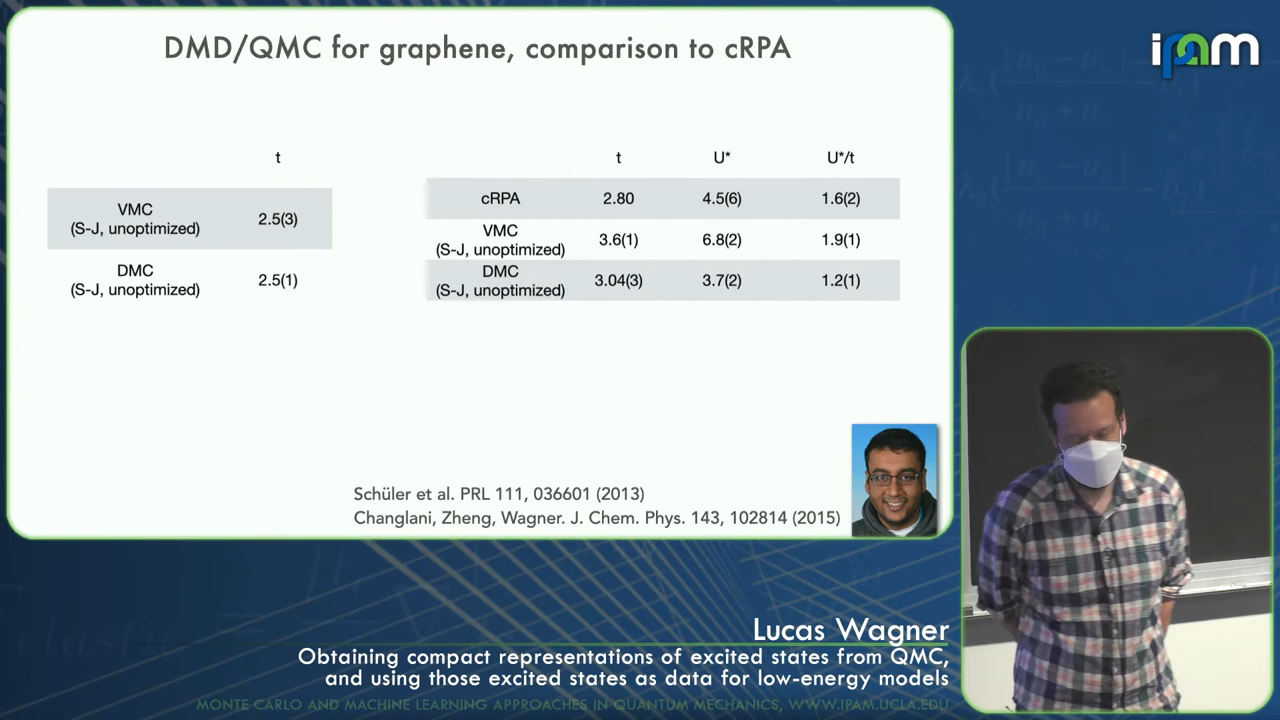 DMD/QMC for graphene, comparison to cRPA
ipam
t
VMC
(S-J, unoptimized)
2.5(3)
DMC
(S-J, unoptimized)
2.5(1)
t U* U*/t
cRPA 2.80 4.5(6) 1.6(2)
VMC
(S-J, unoptimized)
3.6(1) 6.8(2) 1.9(1)
DMC
(S-J, unoptimized)
3.04(3) 3.7(2) 1.2(1)
Schüler et al. PRL 111, 036601 (2013)
Changlani, Zheng, Wagner. J. Chem. Phys. 143, 102814 (2015)
Lucas Wagner
Obtaining compact representations of excited states from QMC,
and using those excited states as data for low-energy models
MONTE CARLO AND MACHINE LEARNING APPROACHES IN QUANTUM MECHANICS, WWW.IPAM.UCLA.EDU